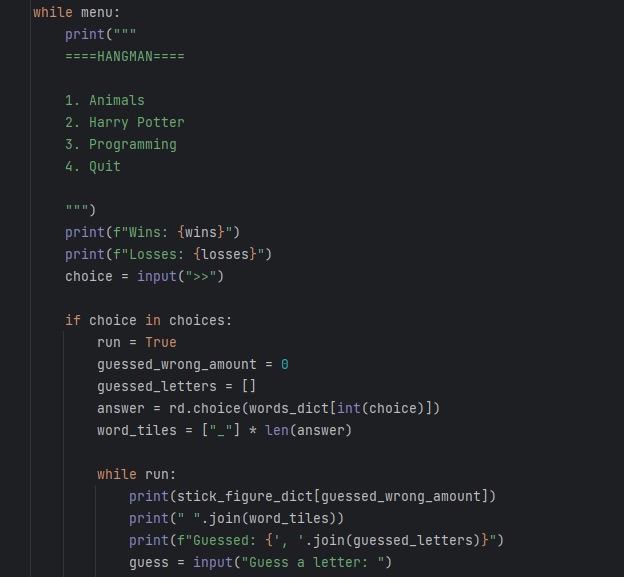 while menu:
    print("""
    ====HANGMAN====

    1. Animals
    2. Harry Potter
    3. Programming
    4. Quit

    """)
    print(f"Wins: {wins}")
    print(f"Losses: {losses}")
    choice = input(">>")

    if choice in choices:
        run = True
        guessed_wrong_amount = 0
        guessed_letters = []
        answer = rd.choice(words_dict[int(choice)])
        word_tiles = ["_"] * len(answer)

        while run:
            print(stick_figure_dict[guessed_wrong_amount])
            print(" ".join(word_tiles))
            print(f"Guessed: {', '.join(guessed_letters)}")
            guess = input("Guess a letter: ")